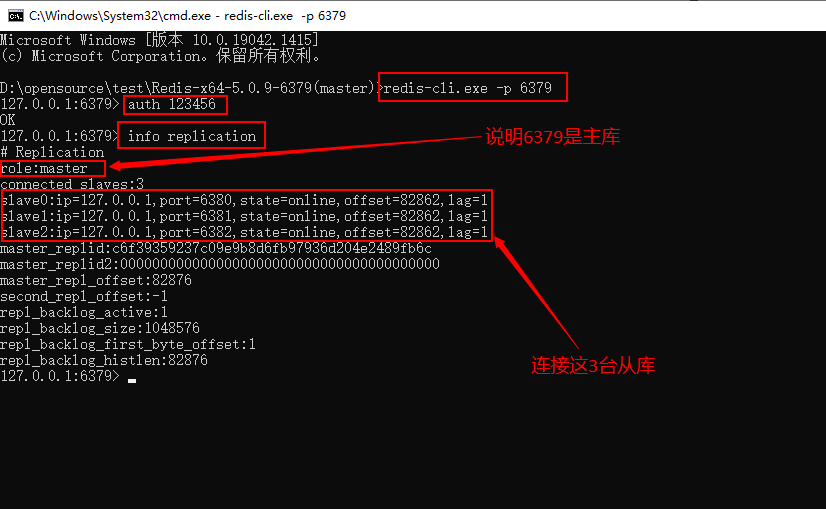 C:\Windows\System32\cmd.exe - redis-cli.exe  -p 6379
Microsoft Windows [版本 10.0.19042.1415]
(c) Microsoft Corporation。保留所有权利。
D:\opensource\test\Redis-x64-5.0.9-6379(master)>redis-cli.exe -p 6379
127.0.0.1:6379> auth 123456
OK
127.0.0.1:6379> info replication
说明6379是主库
# Replication
role:master
connected_slaves:3
slave0:ip=127.0.0.1,port=6380,state=online,offset=82862,lag=1
slave1:ip=127.0.0.1,port=6381,state=online,offset=82862,lag=1
slave2:ip=127.0.0.1,port=6382,state=online,offset=82862,lag=1
master_replid:c6f39359237c09e9b8d6fb97936d204e2489fb6c
master_replid2:0000000000000000000000000000000000000000
master_repl_offset:82876
second_repl_offset:-1
repl_backlog_active:1
repl_backlog_size:1048576
repl_backlog_first_byte_offset:1
repl_backlog_histlen:82876
连接这3台从库
127.0.0.1:6379>